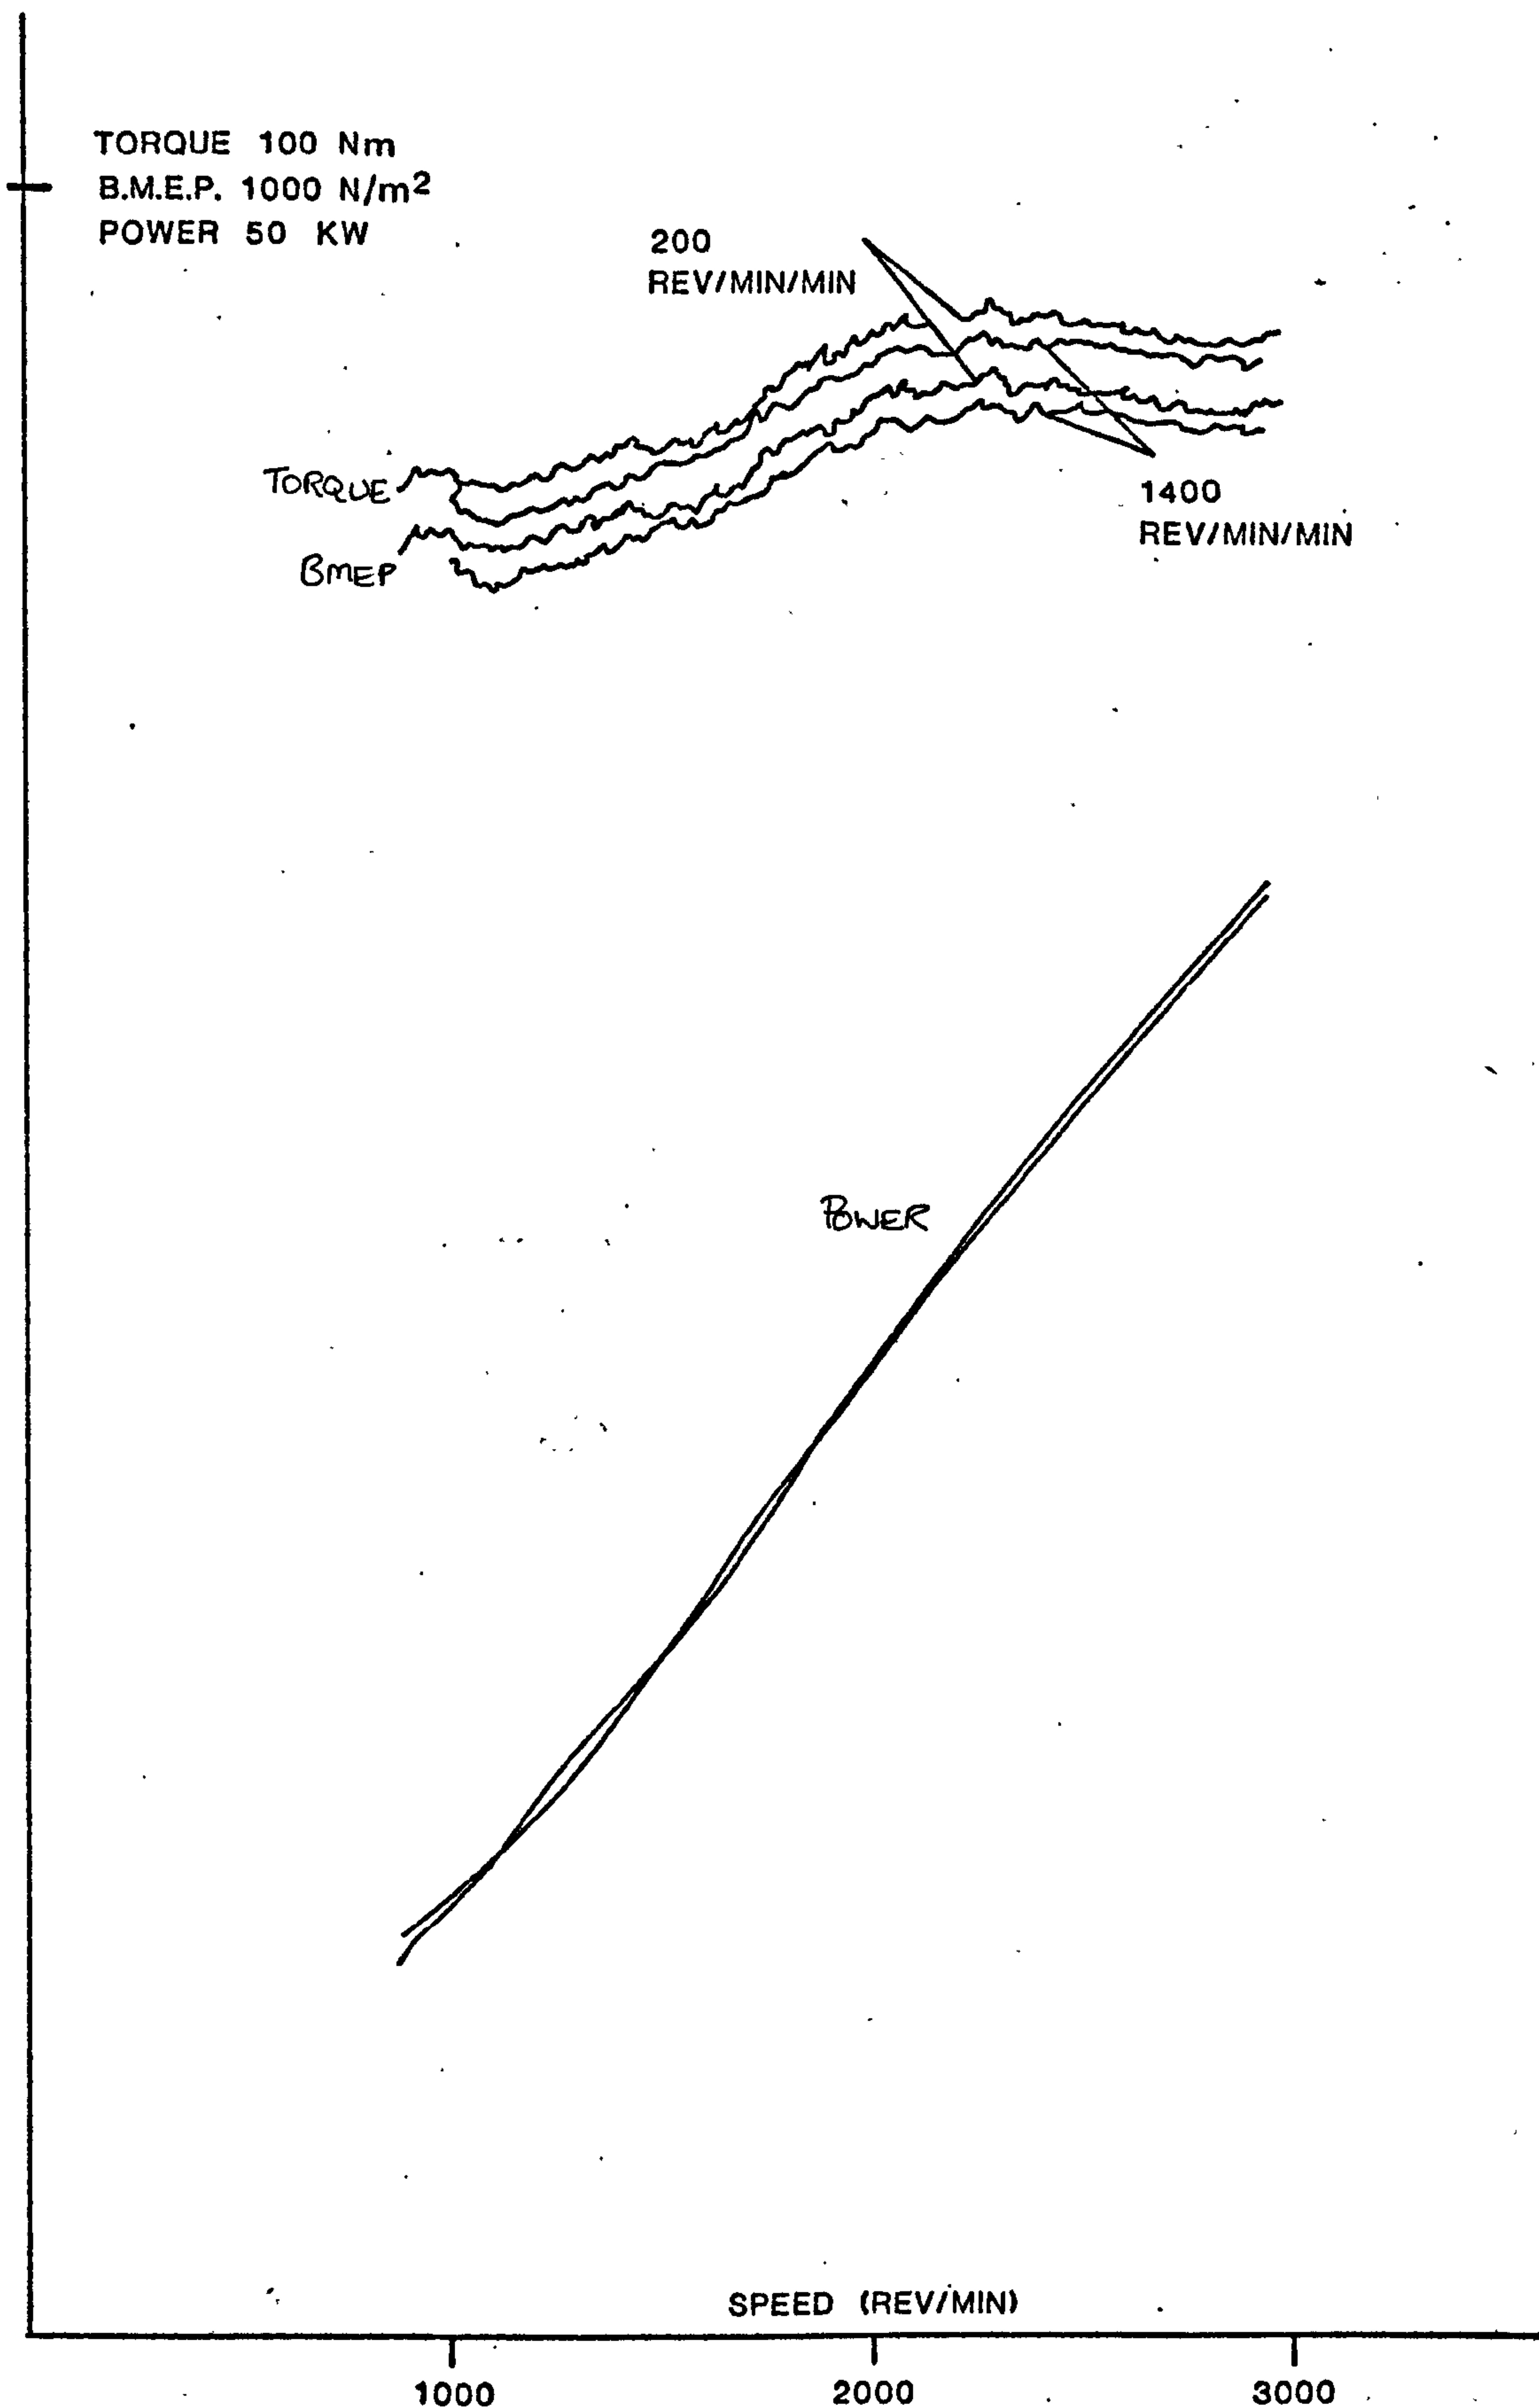 TORQUE 100 Nm
B.M.E.P. 1000 N/m²
POWER 50 KW
200
REV/MIN/MIN
TORQUE
1400
REV/MIN/MIN
BMEP
POWER
SPEED (REV/MIN)
1000 2000 3000